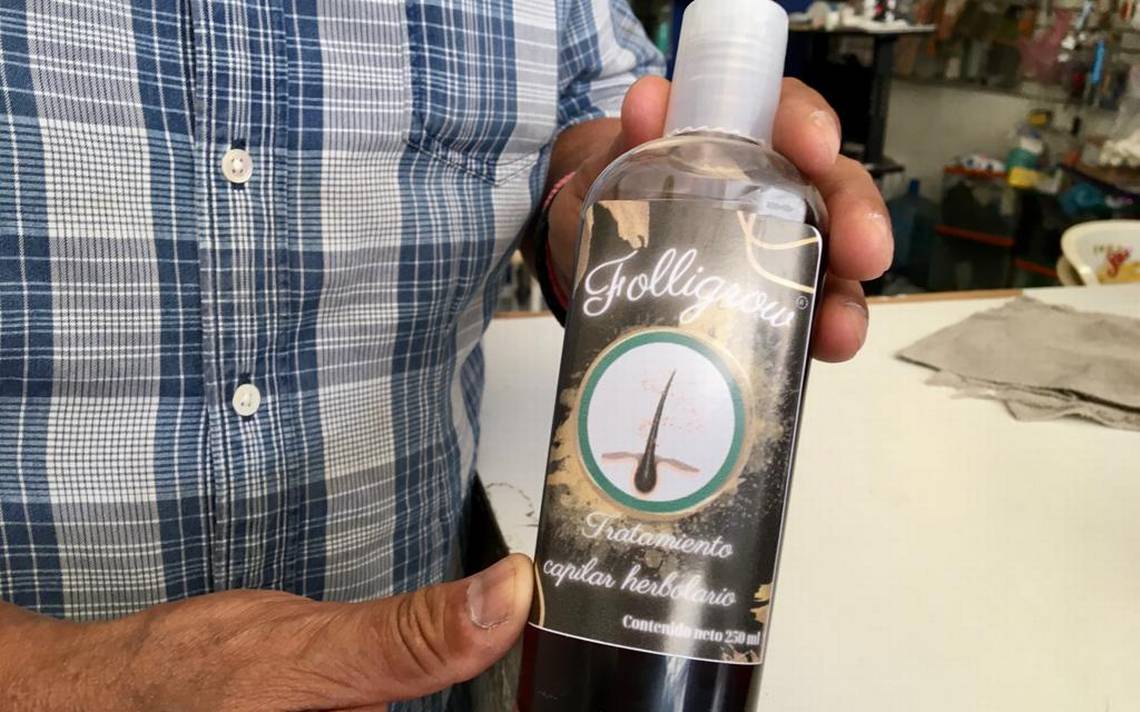 Folligrow®
Tratamiento
capilar herbolario
Contenido neto 250 ml